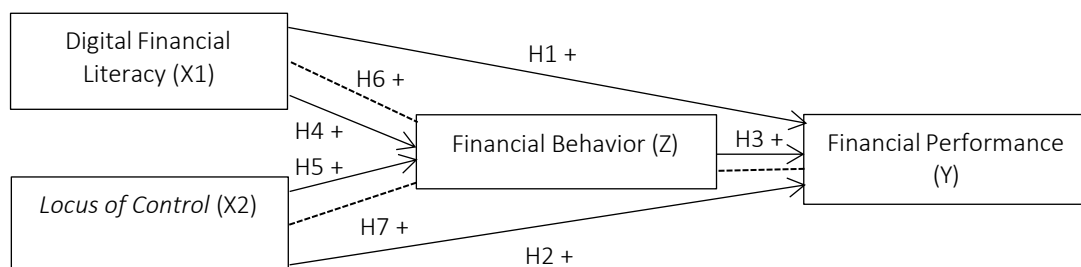 Digital Financial
Literacy (X1)
H1 +
H6 +
H4 +
Financial Behavior (Z)
H3 +
Financial Performance
(Y)
H5 +
Locus of Control (X2)
H7 +
H2 +